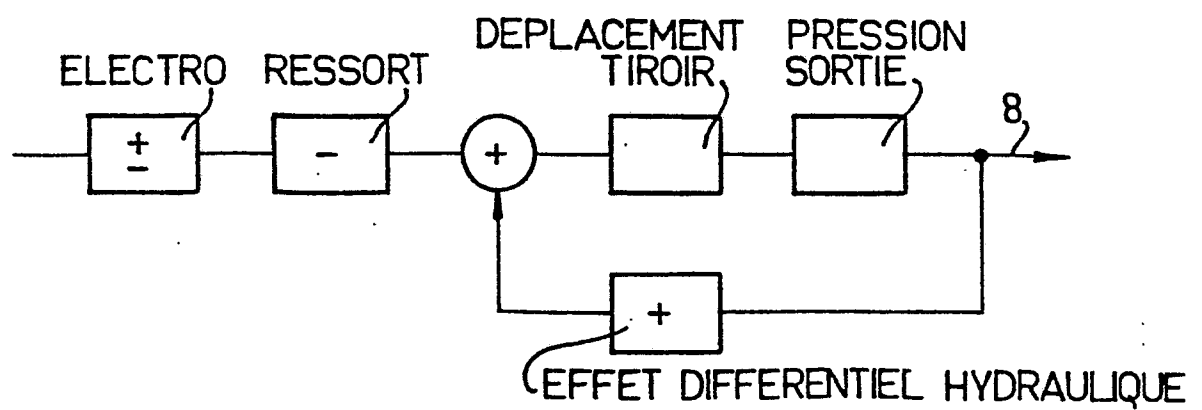 DEPLACEMENT
TIROIR
PRESSION
SORTIE
ELECTRO
RESSORT
8
+
-
-
+
+
EFFET DIFFERENTIEL HYDRAULIQUE